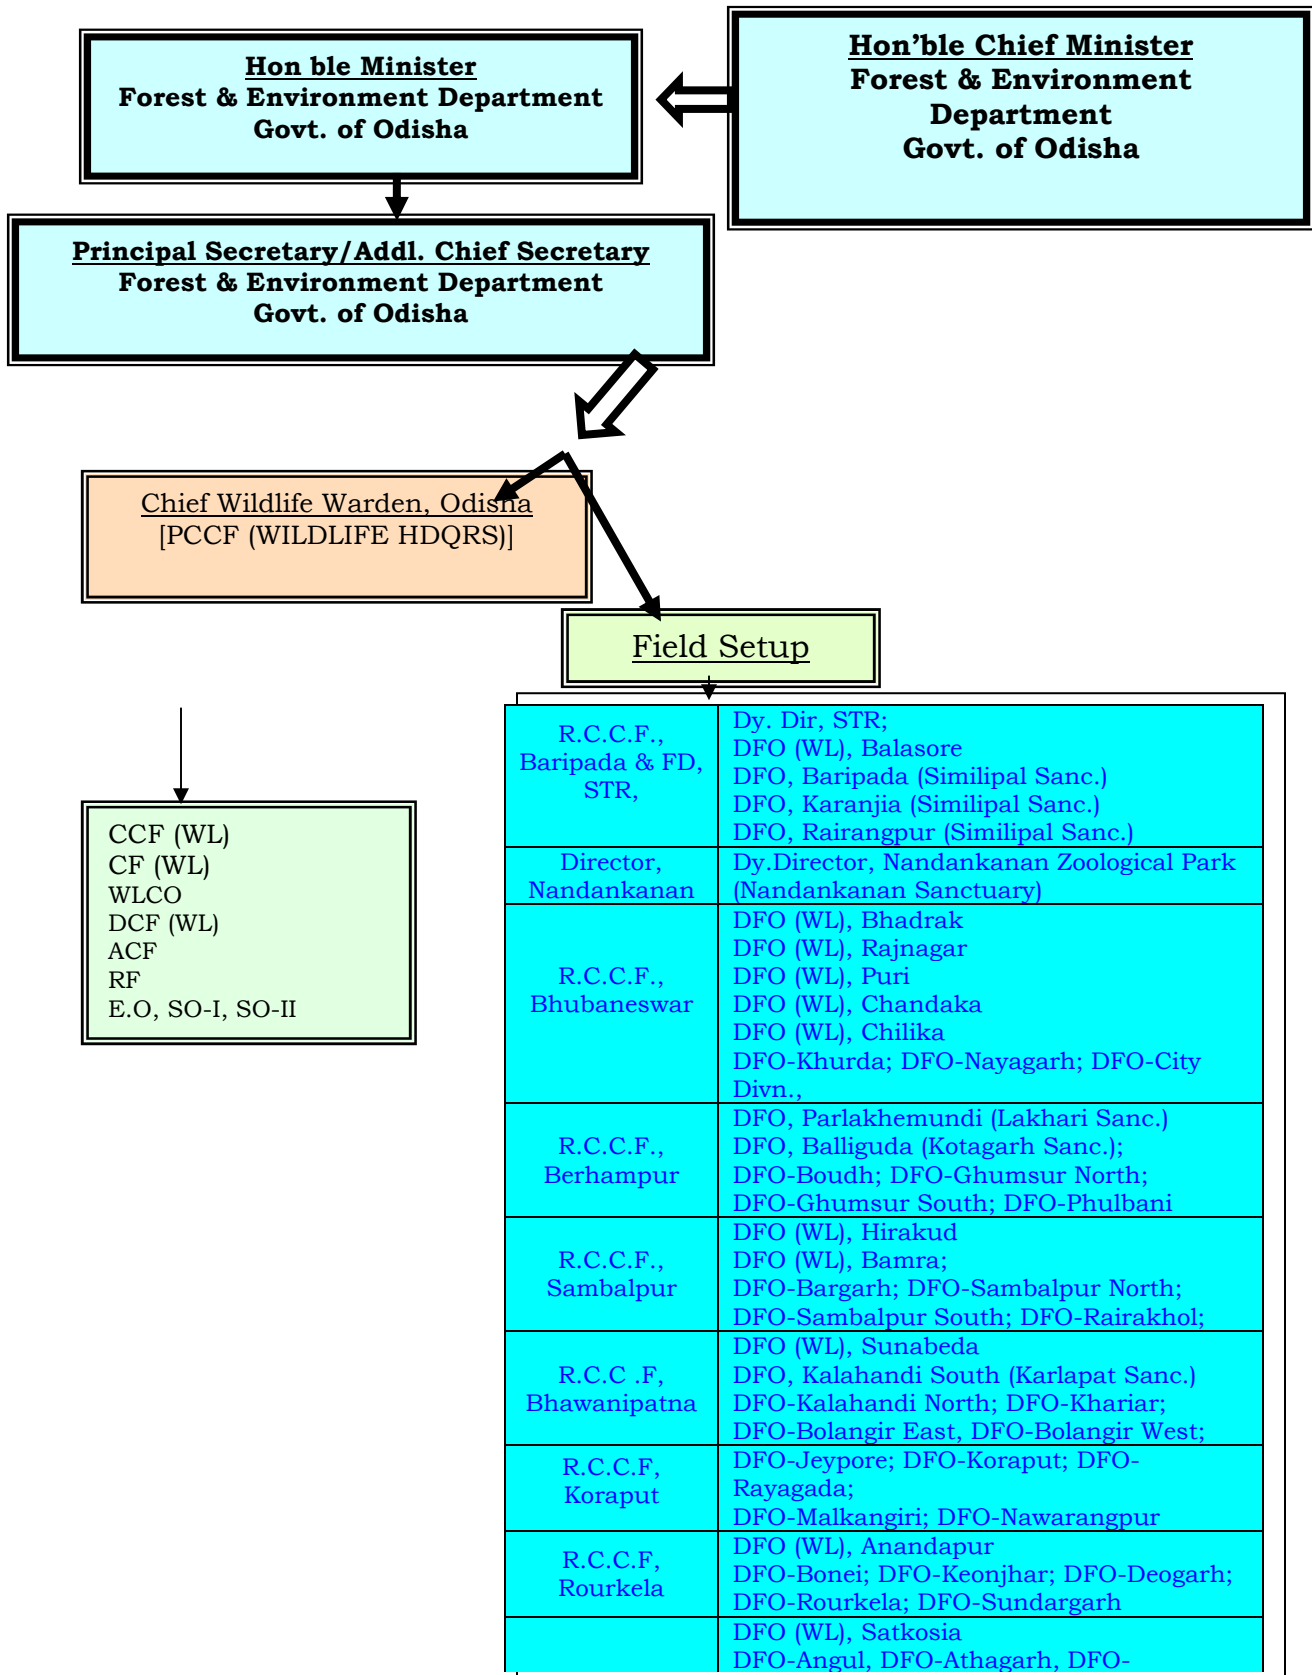 Hon ble Minister
Forest & Environment Department
Govt. of Odisha
Hon’ble Chief Minister
Forest & Environment
Department
Govt. of Odisha
Principal Secretary/Addl. Chief Secretary
Forest & Environment Department
Govt. of Odisha
Chief Wildlife Warden, Odisha
[PCCF (WILDLIFE HDQRS)]
Field Setup
CCF (WL)
CF (WL)
WLCO
DCF (WL)
ACF
RF
E.O, SO-I, SO-II
R.C.C.F.,
Baripada & FD,
STR,
Dy. Dir, STR;
DFO (WL), Balasore
DFO, Baripada (Similipal Sanc.)
DFO, Karanjia (Similipal Sanc.)
DFO, Rairangpur (Similipal Sanc.)
Director,
Nandankanan
Dy.Director, Nandankanan Zoological Park
(Nandankanan Sanctuary)
R.C.C.F.,
Bhubaneswar
DFO (WL), Bhadrak
DFO (WL), Rajnagar
DFO (WL), Puri
DFO (WL), Chandaka
DFO (WL), Chilika
DFO-Khurda; DFO-Nayagarh; DFO-City
Divn.,
R.C.C.F.,
Berhampur
DFO, Parlakhemundi (Lakhari Sanc.)
DFO, Balliguda (Kotagarh Sanc.);
DFO-Boudh; DFO-Ghumsur North;
DFO-Ghumsur South; DFO-Phulbani
R.C.C.F.,
Sambalpur
DFO (WL), Hirakud
DFO (WL), Bamra;
DFO-Bargarh; DFO-Sambalpur North;
DFO-Sambalpur South; DFO-Rairakhol;
R.C.C .F,
Bhawanipatna
DFO (WL), Sunabeda
DFO, Kalahandi South (Karlapat Sanc.)
DFO-Kalahandi North; DFO-Khariar;
DFO-Bolangir East, DFO-Bolangir West;
R.C.C.F,
Koraput
DFO-Jeypore; DFO-Koraput; DFO-
Rayagada;
DFO-Malkangiri; DFO-Nawarangpur
R.C.C.F,
Rourkela
DFO (WL), Anandapur
DFO-Bonei; DFO-Keonjhar; DFO-Deogarh;
DFO-Rourkela; DFO-Sundargarh
DFO (WL), Satkosia
DFO-Angul, DFO-Athagarh, DFO-